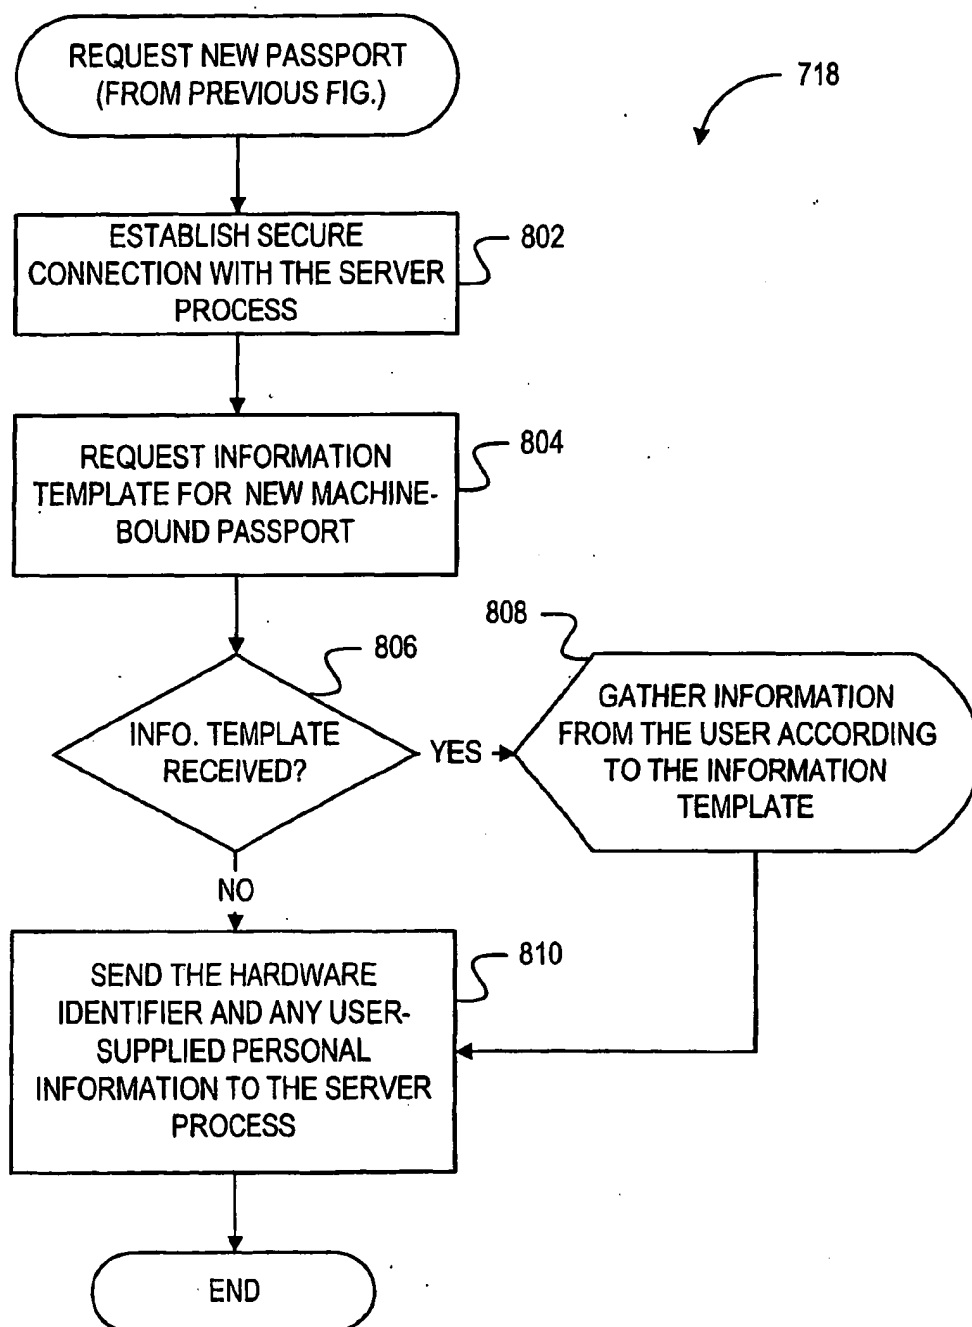 REQUEST NEW PASSPORT
(FROM PREVIOUS FIG.)
718
ESTABLISH SECURE
CONNECTION WITH THE SERVER
PROCESS
802
REQUEST INFORMATION
TEMPLATE FOR NEW MACHINE-
BOUND PASSPORT
804
INFO. TEMPLATE
RECEIVED?
806
YES
808
GATHER INFORMATION
FROM THE USER ACCORDING
TO THE INFORMATION
TEMPLATE
NO
SEND THE HARDWARE
IDENTIFIER AND ANY USER-
SUPPLIED PERSONAL
INFORMATION TO THE SERVER
PROCESS
810
END